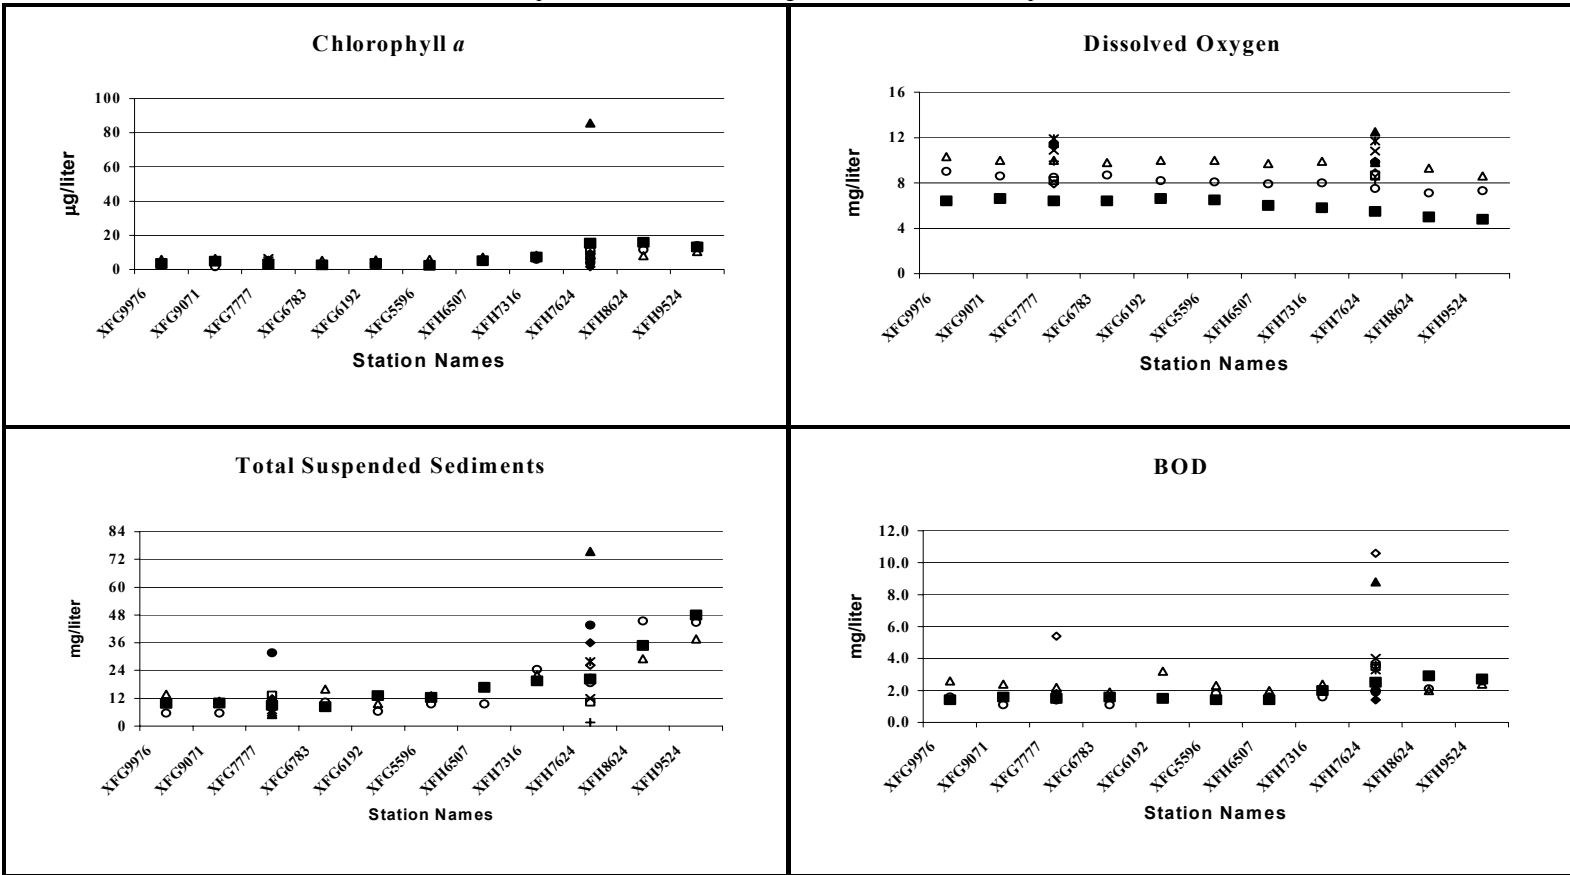 Chlorophyll a
100
80
60
40
20
0
µg/liter
XFG9976
XFG9071
XFG7777
XFG6783
XFG6192
XFG5596
XFH6507
XFH7316
XFH7624
XFH8624
XFH9524
Station Names
Dissolved Oxygen
16
12
8
4
0
mg/liter
XFG9976
XFG9071
XFG7777
XFG6783
XFG6192
XFG5596
XFH6507
XFH7316
XFH7624
XFH8624
XFH9524
Station Names
Total Suspended Sediments
84
72
60
48
36
24
12
0
mg/liter
XFG9976
XFG9071
XFG7777
XFG6783
XFG6192
XFG5596
XFH6507
XFH7316
XFH7624
XFH8624
XFH9524
Station Names
BOD
12.0
10.0
8.0
6.0
4.0
2.0
0.0
mg/liter
XFG9976
XFG9071
XFG7777
XFG6783
XFG6192
XFG5596
XFH6507
XFH7316
XFH7624
XFH8624
XFH9524
Station Names